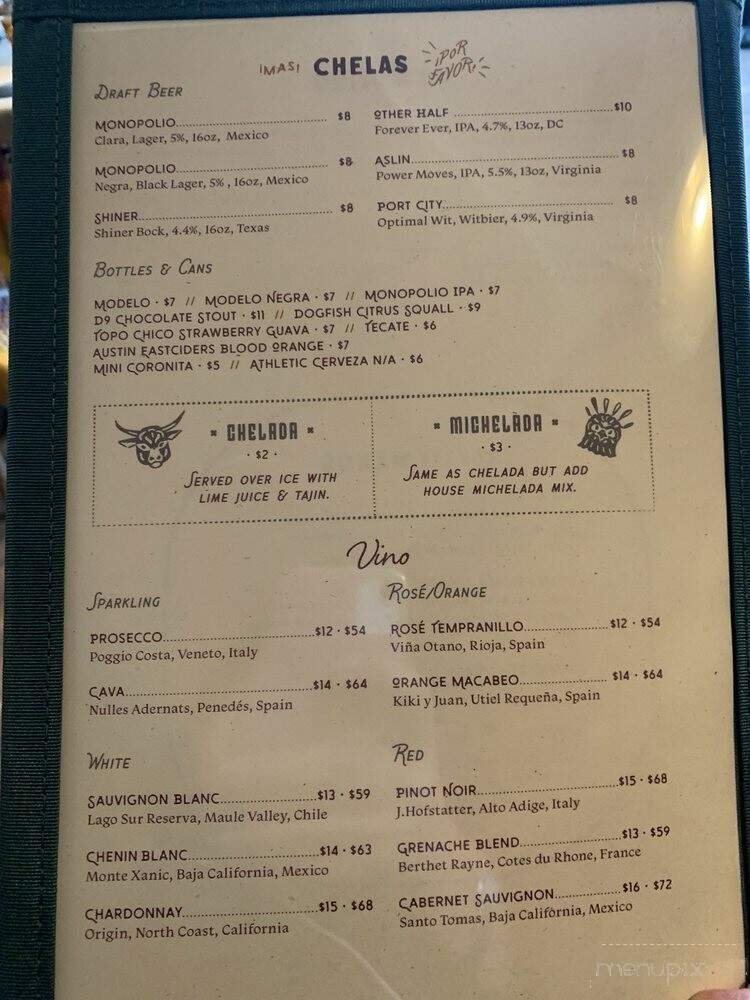 ¡MAS! CHELAS ¡POR FAVOR!
DRAFT BEER
MONOPOLIO $8
Clara, Lager, 5%, 16oz, Mexico
MONOPOLIO $8
Negra, Black Lager, 5% , 16oz, Mexico
SHINER $8
Shiner Bock, 4.4%, 16oz, Texas
OTHER HALF $10
Forever Ever, IPA, 4.7%, 13oz, DC
ASLIN $8
Power Moves, IPA, 5.5%, 13oz, Virginia
PORT CITY $8
Optimal Wit, Witbier, 4.9%, Virginia
BOTTLES & CANS
MODELO · $7 // MODELO NEGRA · $7 // MONOPOLIO IPA · $7
D9 CHOCOLATE STOUT · $11 // DOGFISH CITRUS SQUALL · $9
TOPO CHICO STRAWBERRY GUAVA · $7 // TECATE · $6
AUSTIN EASTCIDERS BLOOD ORANGE · $7
MINI CORONITA · $5 // ATHLETIC CERVEZA N/A · $6
CHELADA
· $2 ·
SERVED OVER ICE WITH
LIME JUICE & TAJIN.
MICHELADA
· $3 ·
SAME AS CHELADA BUT ADD
HOUSE MICHELADA MIX.
Vino
SPARKLING
PROSECCO $12 · $54
Poggio Costa, Veneto, Italy
CAVA $14 · $64
Nulles Adernats, Penedés, Spain
ROSÉ/ORANGE
ROSÉ TEMPRANILLO $12 · $54
Viña Otano, Rioja, Spain
ORANGE MACABEO $14 · $64
Kiki y Juan, Utiel Requeña, Spain
WHITE
SAUVIGNON BLANC $13 · $59
Lago Sur Reserva, Maule Valley, Chile
CHENIN BLANC $14 · $63
Monte Xanic, Baja California, Mexico
CHARDONNAY $15 · $68
Origin, North Coast, California
RED
PINOT NOIR $15 · $68
J.Hofstatter, Alto Adige, Italy
GRENACHE BLEND $13 · $59
Berthet Rayne, Cotes du Rhone, France
CABERNET SAUVIGNON $16 · $72
Santo Tomas, Baja California, Mexico
menupix